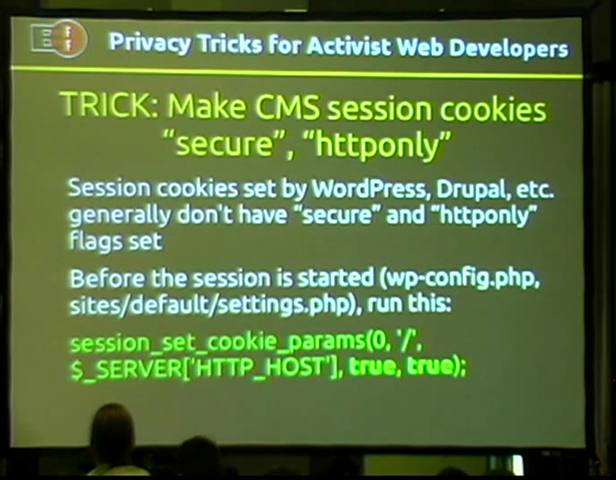 E F
F
Privacy Tricks for Activist Web Developers
TRICK: Make CMS session cookies
“secure”, “httponly”
Session cookies set by WordPress, Drupal, etc.
generally don't have “secure” and “httponly”
flags set
Before the session is started (wp-config.php,
sites/default/settings.php), run this:
session_set_cookie_params(0, '/',
$_SERVER['HTTP_HOST'], true, true);